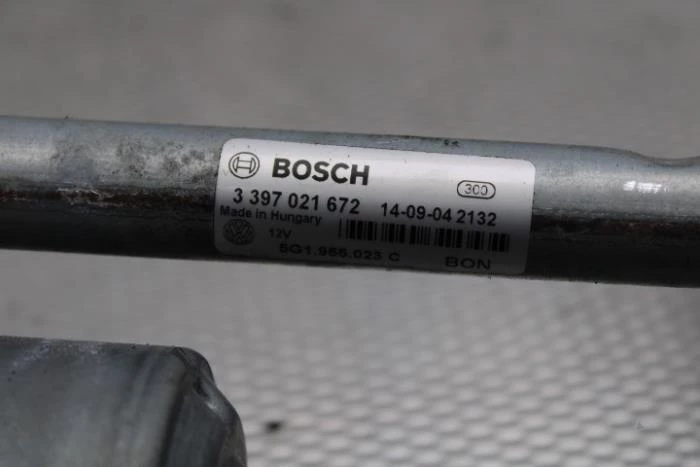 BOSCH
300
3 397 021 672 14-09-04 2132
Made in Hungary
12V
5G1.955.023 C BON